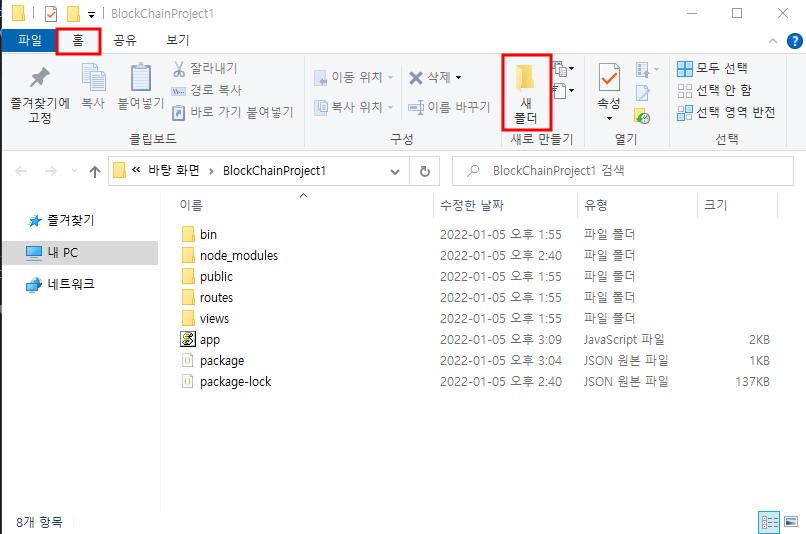 BlockChainProject1
파일 홈 공유 보기
즐겨찾기에
고정
복사
붙여넣기
잘라내기
경로 복사
바로 가기 붙여넣기
클립보드
이동 위치
복사 위치
삭제
이름 바꾸기
구성
새
폴더
새로 만들기
속성
열기
모두 선택
선택 안 함
선택 영역 반전
선택
« 바탕 화면 › BlockChainProject1
BlockChainProject1 검색
즐겨찾기
내 PC
네트워크
이름 수정한 날짜 유형 크기
bin 2022-01-05 오후 1:55 파일 폴더
node_modules 2022-01-05 오후 2:40 파일 폴더
public 2022-01-05 오후 1:55 파일 폴더
routes 2022-01-05 오후 1:55 파일 폴더
views 2022-01-05 오후 1:55 파일 폴더
app 2022-01-05 오후 3:09 JavaScript 파일 2KB
package 2022-01-05 오후 3:04 JSON 원본 파일 1KB
package-lock 2022-01-05 오후 2:40 JSON 원본 파일 137KB
8개 항목